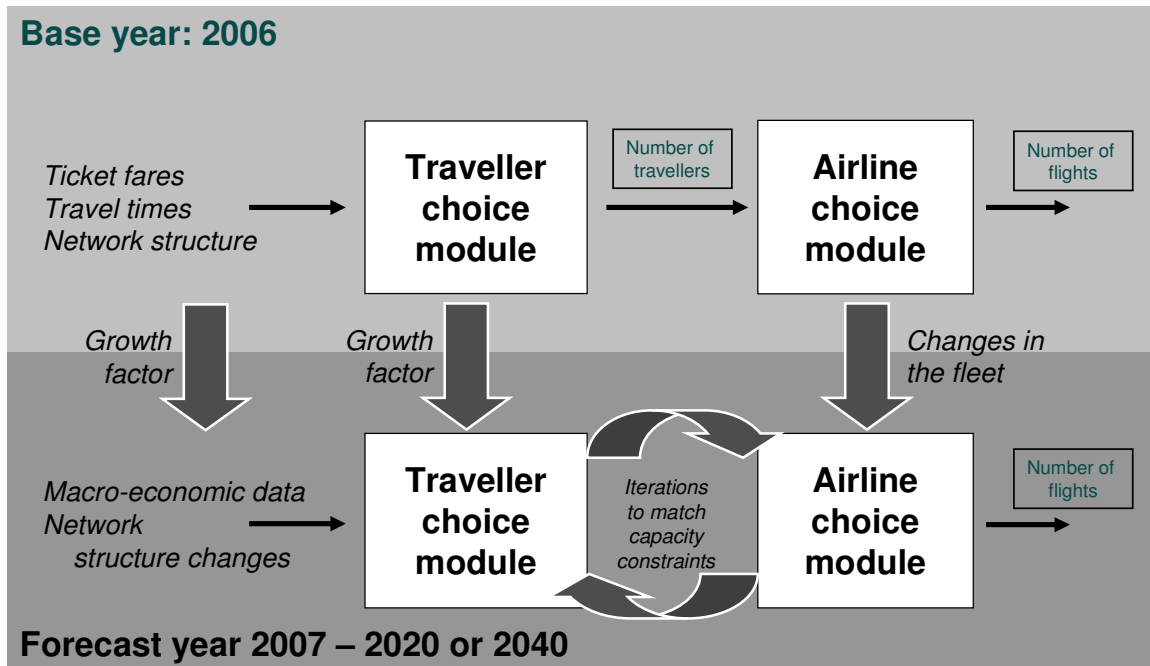 Base year: 2006
Ticket fares
Travel times
Network structure
Traveller
choice
module
Number of
travellers
Airline
choice
module
Number of
flights
Growth
factor
Growth
factor
Changes in
the fleet
Macro-economic data
Network
structure changes
Traveller
choice
module
Iterations
to match
capacity
constraints
Airline
choice
module
Number of
flights
Forecast year 2007 – 2020 or 2040